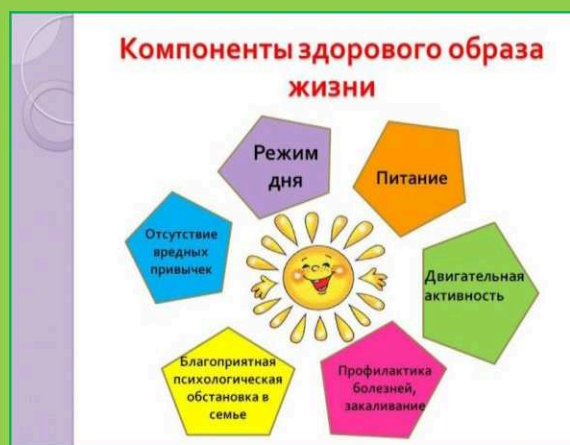 Компоненты здорового образа
жизни
Режим
дня
Питание
Отсутствие
вредных
привычек
Двигательная
активность
Благоприятная
психологическая
обстановка в
семье
Профилактика
болезней,
закаливание